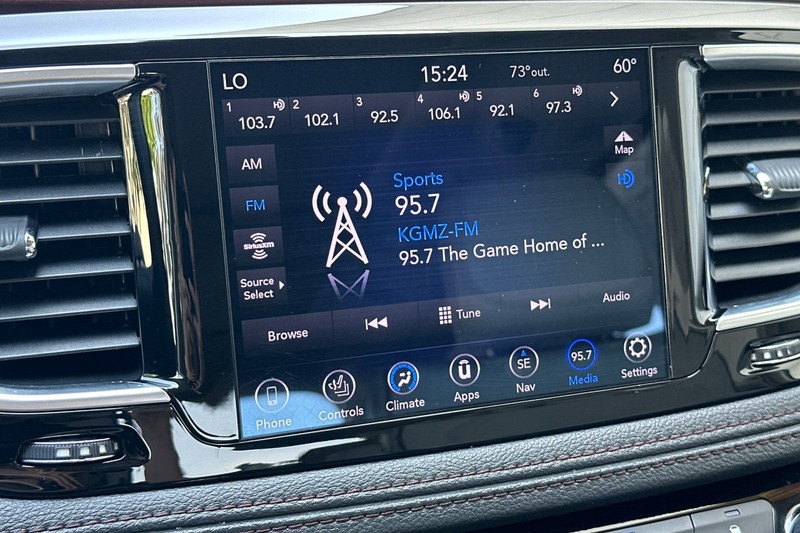 LO 15:24 73°out. 60°
1 103.7 2 102.1 3 92.5 4 106.1 5 92.1 6 97.3
AM
Map
Sports
FM
95.7
KGMZ-FM
SiriusXM
95.7 The Game Home of ...
Source
Select
Browse Tune Audio
Phone Controls Climate Apps SE Nav 95.7 Media Settings